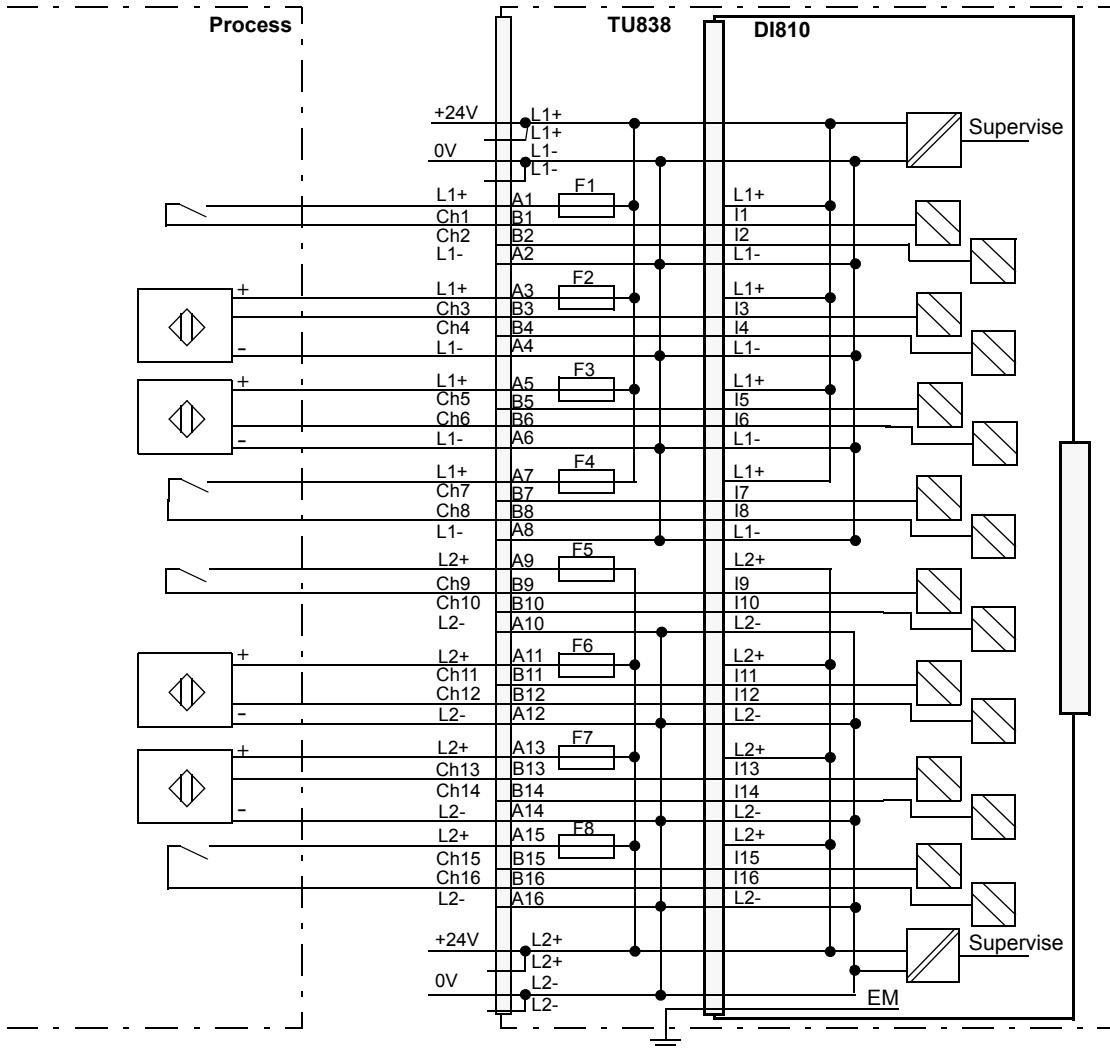 Process TU838 DI810
+24V L1+
L1+ Supervise
0V L1-
L1-
L1+ A1 F1 L1+
Ch1 B1 I1
Ch2 B2 I2
L1- A2 L1-
+ L1+ A3 F2 L1+
Ch3 B3 I3
Ch4 B4 I4
- L1- A4 L1-
+ L1+ A5 F3 L1+
Ch5 B5 I5
Ch6 B6 I6
- L1- A6 L1-
L1+ A7 F4 L1+
Ch7 B7 I7
Ch8 B8 I8
L1- A8 L1-
L2+ A9 F5 L2+
Ch9 B9 I9
Ch10 B10 I10
L2- A10 L2-
+ L2+ A11 F6 L2+
Ch11 B11 I11
Ch12 B12 I12
- L2- A12 L2-
+ L2+ A13 F7 L2+
Ch13 B13 I13
Ch14 B14 I14
- L2- A14 L2-
L2+ A15 F8 L2+
Ch15 B15 I15
Ch16 B16 I16
L2- A16 L2-
+24V L2+ Supervise
L2+
0V L2-
L2- EM